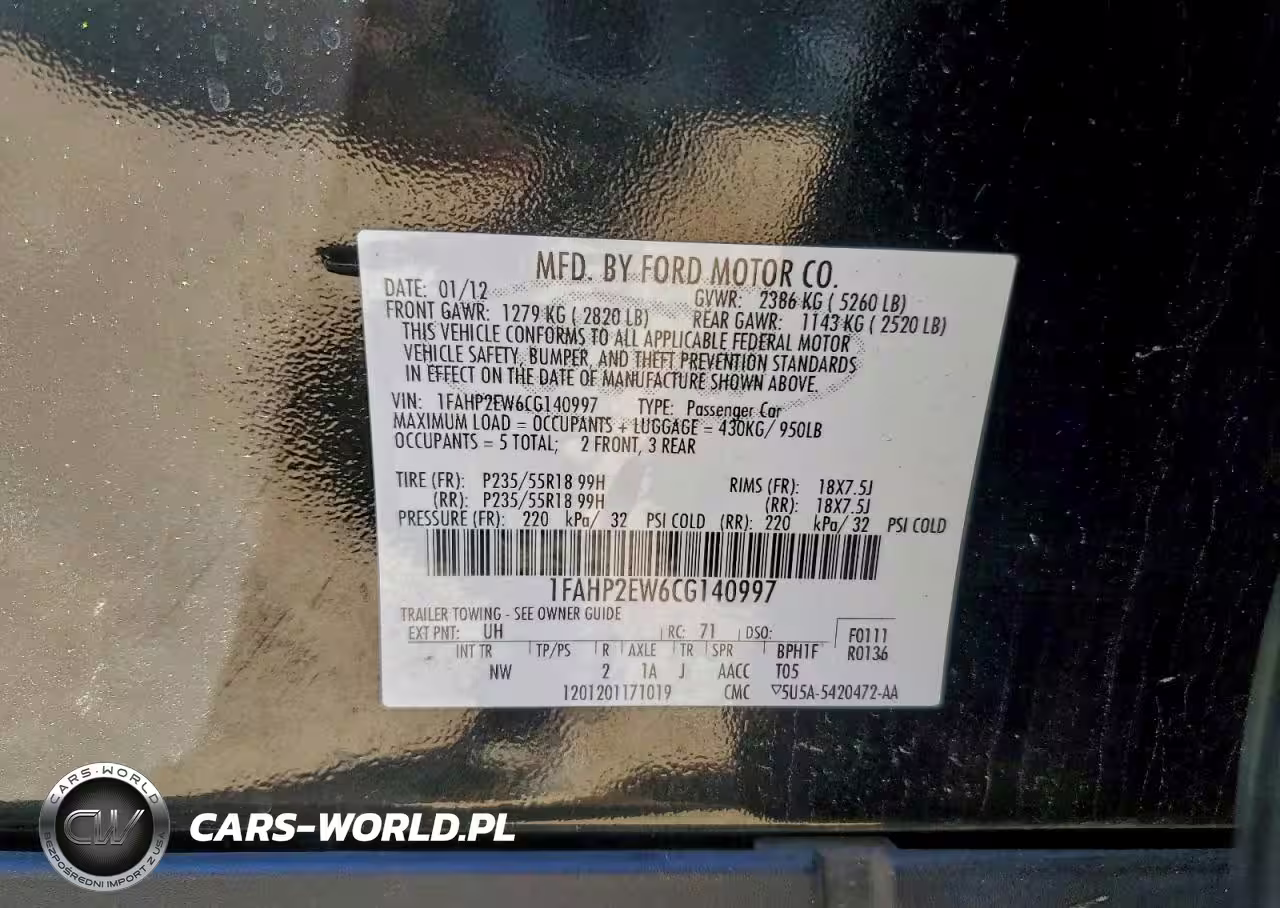 MFD. BY FORD MOTOR CO.
DATE: 01/12 GVWR: 2386 KG ( 5260 LB)
FRONT GAWR: 1279 KG ( 2820 LB) REAR GAWR: 1143 KG ( 2520 LB)
THIS VEHICLE CONFORMS TO ALL APPLICABLE FEDERAL MOTOR
VEHICLE SAFETY, BUMPER, AND THEFT PREVENTION STANDARDS
IN EFFECT ON THE DATE OF MANUFACTURE SHOWN ABOVE.
VIN: 1FAHP2EW6CG140997 TYPE: Passenger Car
MAXIMUM LOAD = OCCUPANTS + LUGGAGE = 430KG/ 950LB
OCCUPANTS = 5 TOTAL; 2 FRONT, 3 REAR
TIRE (FR): P235/55R18 99H RIMS (FR): 18X7.5J
(RR): P235/55R18 99H (RR): 18X7.5J
PRESSURE (FR): 220 kPa/ 32 PSI COLD (RR): 220 kPa/ 32 PSI COLD
1FAHP2EW6CG140997
TRAILER TOWING - SEE OWNER GUIDE
EXT PNT: UH RC: 71 DSO: F0111
INT TR TP/PS R AXLE TR SPR BPH1F R0136
NW 2 1A J AACC T05
1201201171019 CMC ▽5U5A-5420472-AA
CARS-WORLD
CW
BEZPOŚREDNI IMPORT Z USA
CARS-WORLD.PL